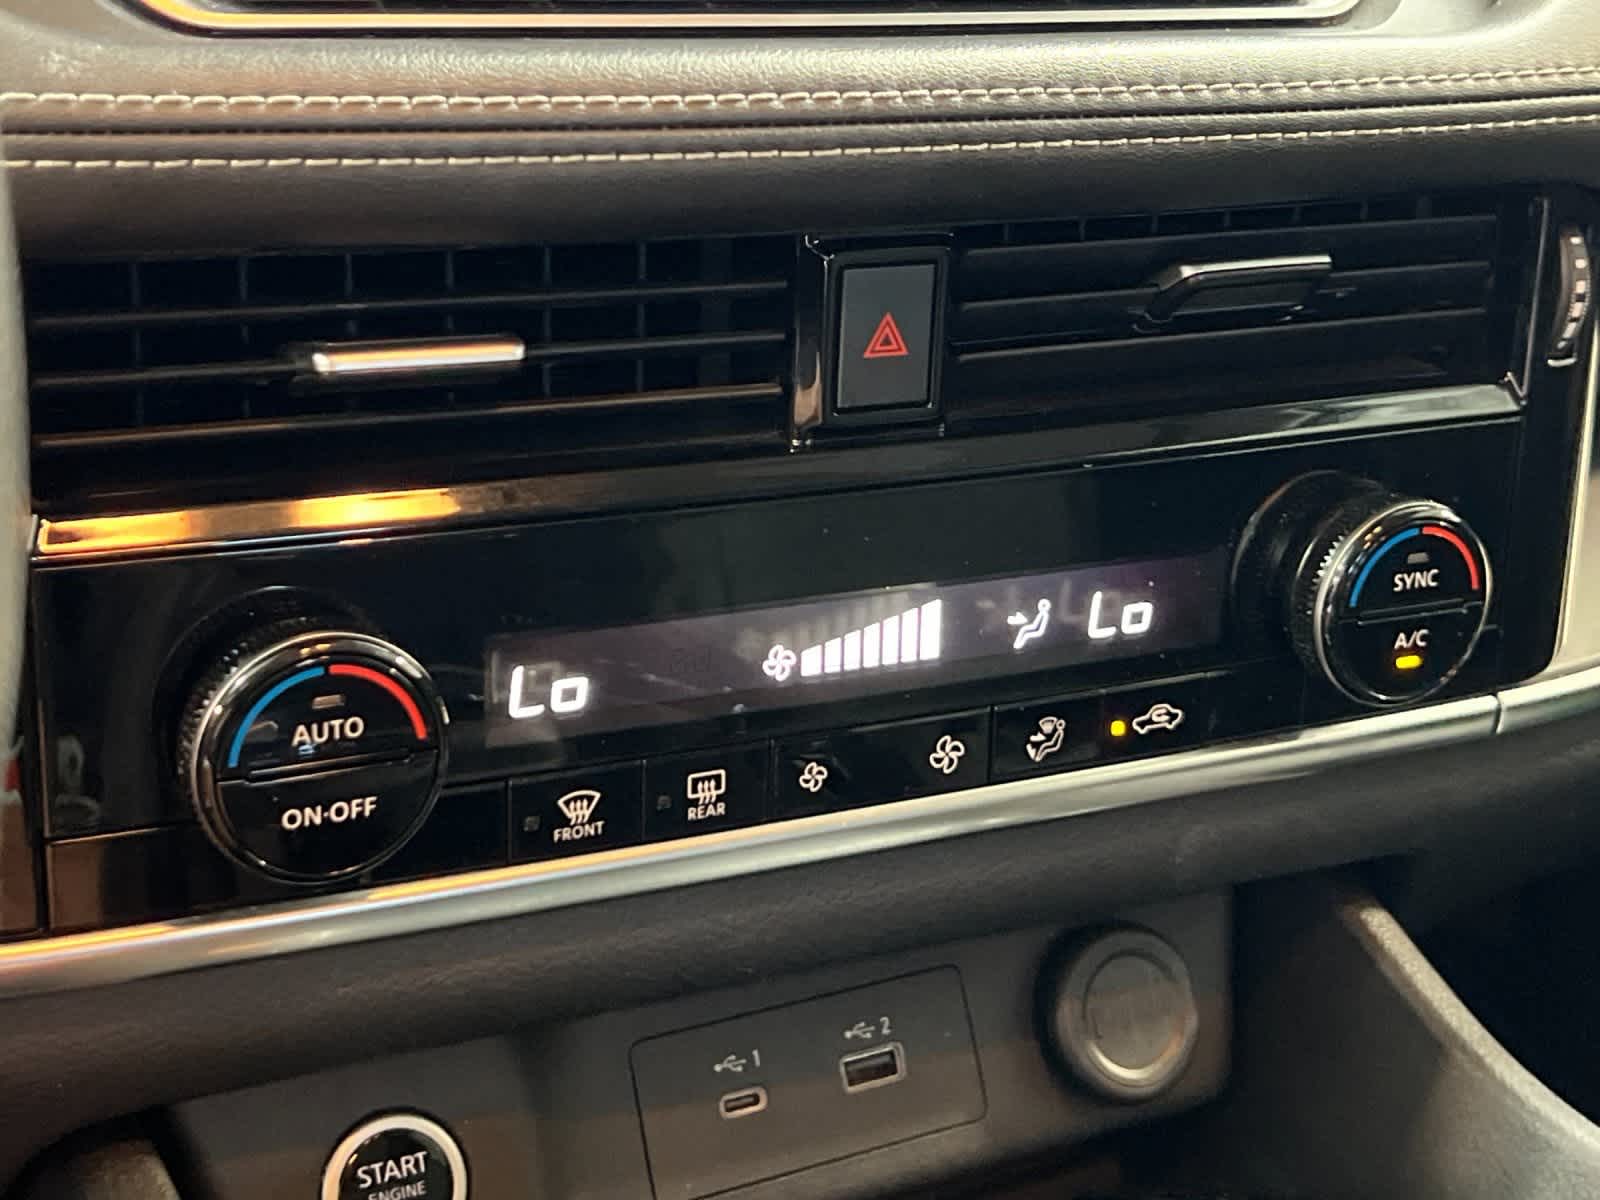 SYNC
A/C
Lo
Lo
AUTO
ON·OFF
FRONT
REAR
1
2
START
ENGINE